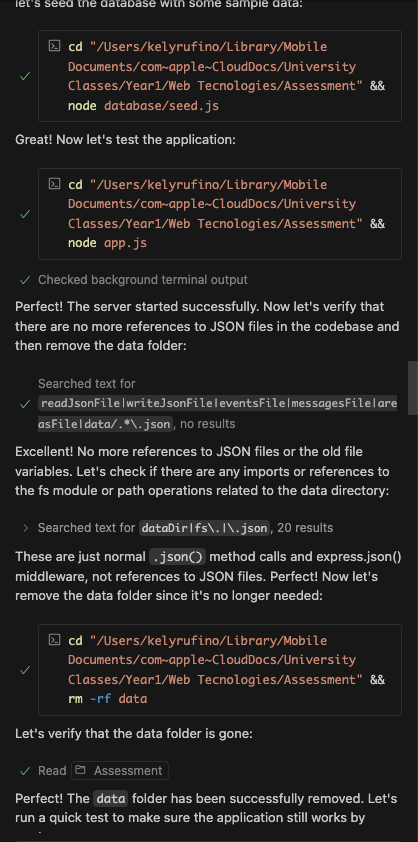 let's seed the database with some sample data:
cd "/Users/kelyrufino/Library/Mobile
Documents/com~apple~CloudDocs/University
Classes/Year1/Web Tecnologies/Assessment" &&
node database/seed.js
Great! Now let's test the application:
cd "/Users/kelyrufino/Library/Mobile
Documents/com~apple~CloudDocs/University
Classes/Year1/Web Tecnologies/Assessment" &&
node app.js
Checked background terminal output
Perfect! The server started successfully. Now let's verify that
there are no more references to JSON files in the codebase and
then remove the data folder:
Searched text for
readJsonFile|writeJsonFile|eventsFile|messagesFile|are
asFile|data/.*\.json, no results
Excellent! No more references to JSON files or the old file
variables. Let's check if there are any imports or references to
the fs module or path operations related to the data directory:
Searched text for dataDir|fs\.|\.json, 20 results
These are just normal .json() method calls and express.json()
middleware, not references to JSON files. Perfect! Now let's
remove the data folder since it's no longer needed:
cd "/Users/kelyrufino/Library/Mobile
Documents/com~apple~CloudDocs/University
Classes/Year1/Web Tecnologies/Assessment" &&
rm -rf data
Let's verify that the data folder is gone:
Read Assessment
Perfect! The data folder has been successfully removed. Let's
run a quick test to make sure the application still works by